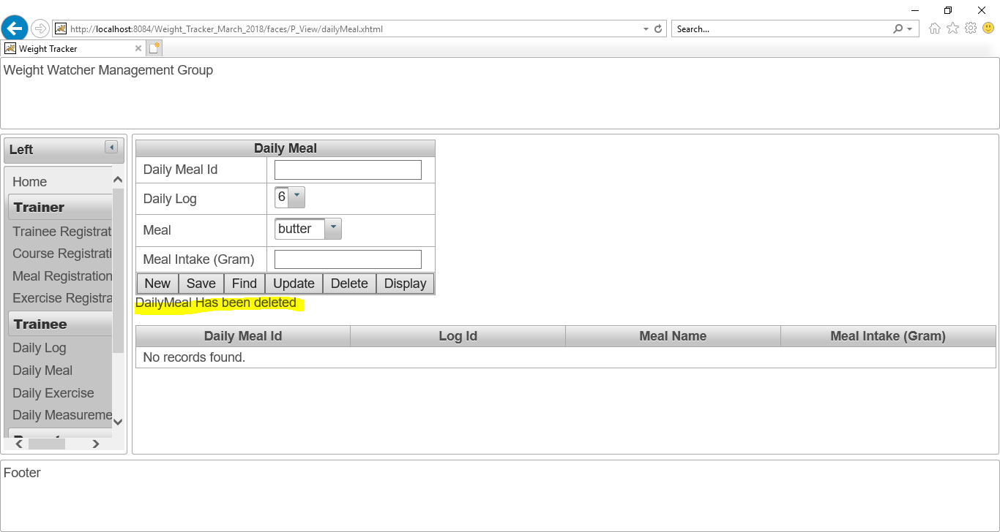 http://localhost:8084/Weight_Tracker_March_2018/faces/P_View/dailyMeal.xhtml
Search...
Weight Tracker
Weight Watcher Management Group
Left
Home
Trainer
Trainee Registrat
Course Registrati
Meal Registration
Exercise Registra
Trainee
Daily Log
Daily Meal
Daily Exercise
Daily Measureme
Daily Meal
Daily Meal Id
Daily Log 6
Meal butter
Meal Intake (Gram)
New Save Find Update Delete Display
DailyMeal Has been deleted
Daily Meal Id Log Id Meal Name Meal Intake (Gram)
No records found.
Footer